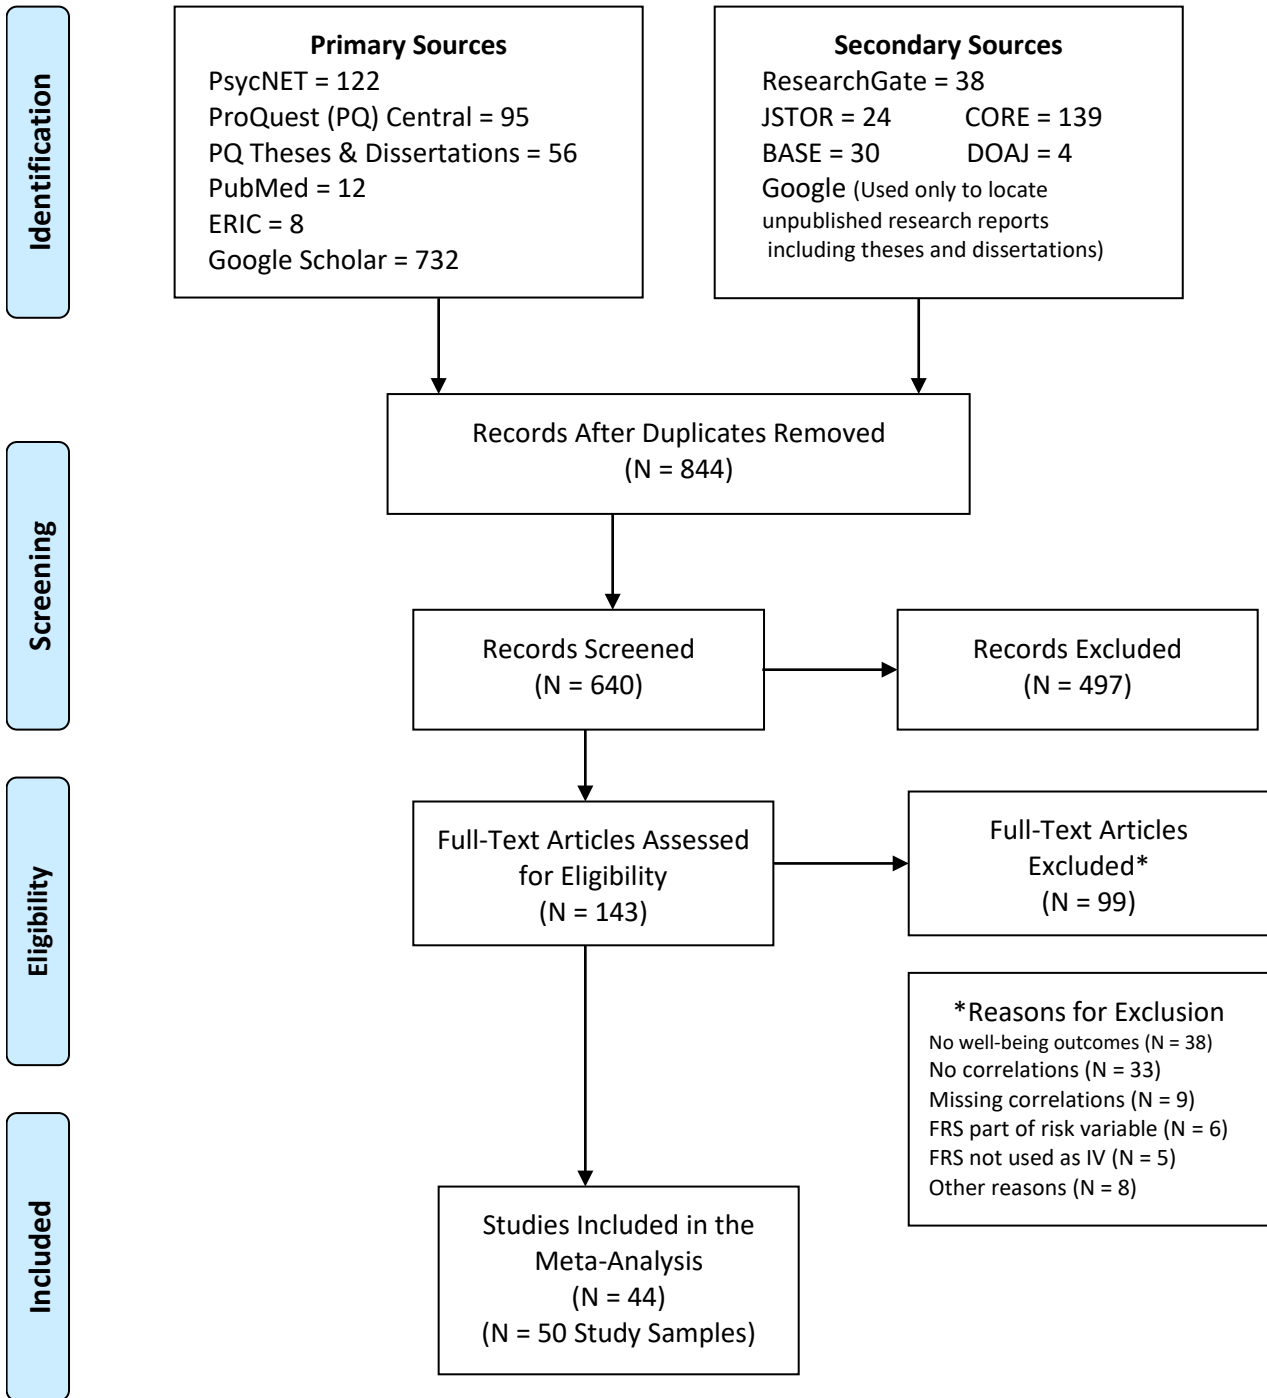 Identification
Primary Sources
PsycNET = 122
ProQuest (PQ) Central = 95
PQ Theses & Dissertations = 56
PubMed = 12
ERIC = 8
Google Scholar = 732
Secondary Sources
ResearchGate = 38
JSTOR = 24 CORE = 139
BASE = 30 DOAJ = 4
Google (Used only to locate
unpublished research reports
including theses and dissertations)
Screening
Records After Duplicates Removed
(N = 844)
Records Screened
(N = 640)
Records Excluded
(N = 497)
Eligibility
Full-Text Articles Assessed
for Eligibility
(N = 143)
Full-Text Articles
Excluded*
(N = 99)
*Reasons for Exclusion
No well-being outcomes (N = 38)
No correlations (N = 33)
Missing correlations (N = 9)
FRS part of risk variable (N = 6)
FRS not used as IV (N = 5)
Other reasons (N = 8)
Included
Studies Included in the
Meta-Analysis
(N = 44)
(N = 50 Study Samples)